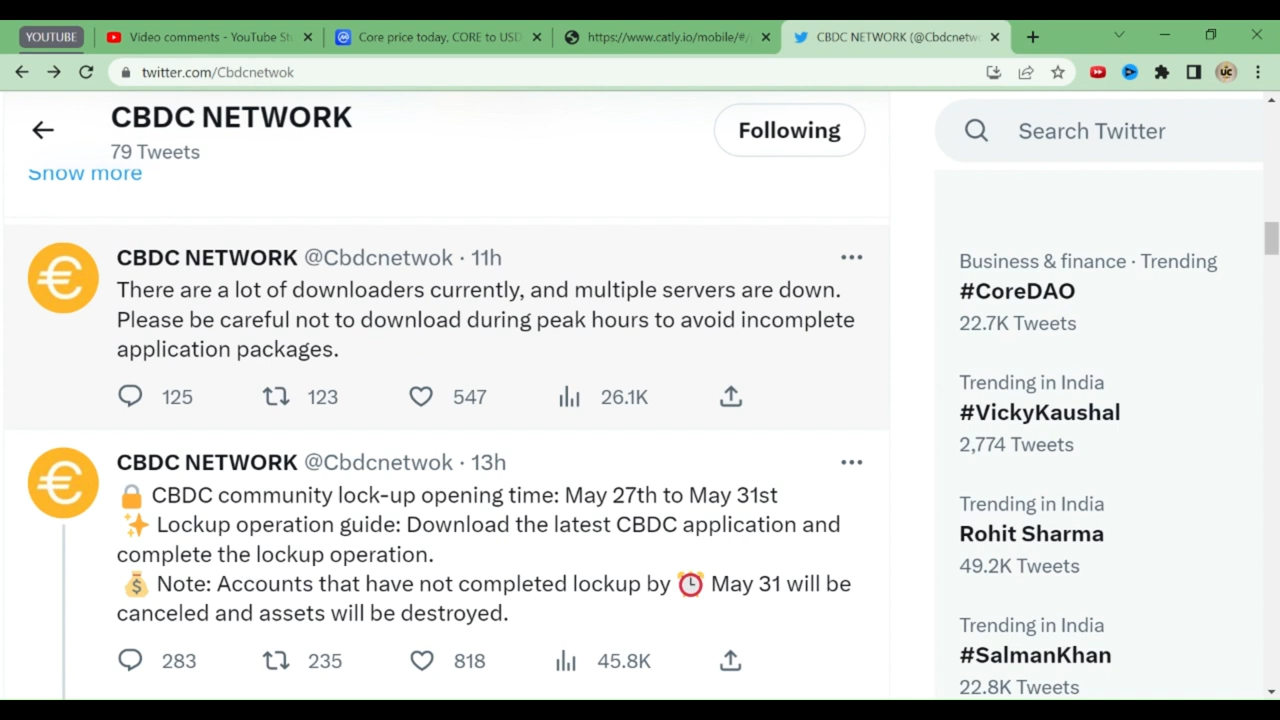 YOUTUBE
Video comments - YouTube St
Core price today, CORE to USD
https://www.catly.io/mobile/#/
CBDC NETWORK (@Cbdcnetw
twitter.com/Cbdcnetwok
UC
CBDC NETWORK
79 Tweets
Following
Search Twitter
Show more
CBDC NETWORK @Cbdcnetwok · 11h
There are a lot of downloaders currently, and multiple servers are down.
Please be careful not to download during peak hours to avoid incomplete
application packages.
125 123 547 26.1K
CBDC NETWORK @Cbdcnetwok · 13h
🔒 CBDC community lock-up opening time: May 27th to May 31st
✨ Lockup operation guide: Download the latest CBDC application and
complete the lockup operation.
💰 Note: Accounts that have not completed lockup by ⏰ May 31 will be
canceled and assets will be destroyed.
283 235 818 45.8K
Business & finance · Trending
#CoreDAO
22.7K Tweets
Trending in India
#VickyKaushal
2,774 Tweets
Trending in India
Rohit Sharma
49.2K Tweets
Trending in India
#SalmanKhan
22.8K Tweets